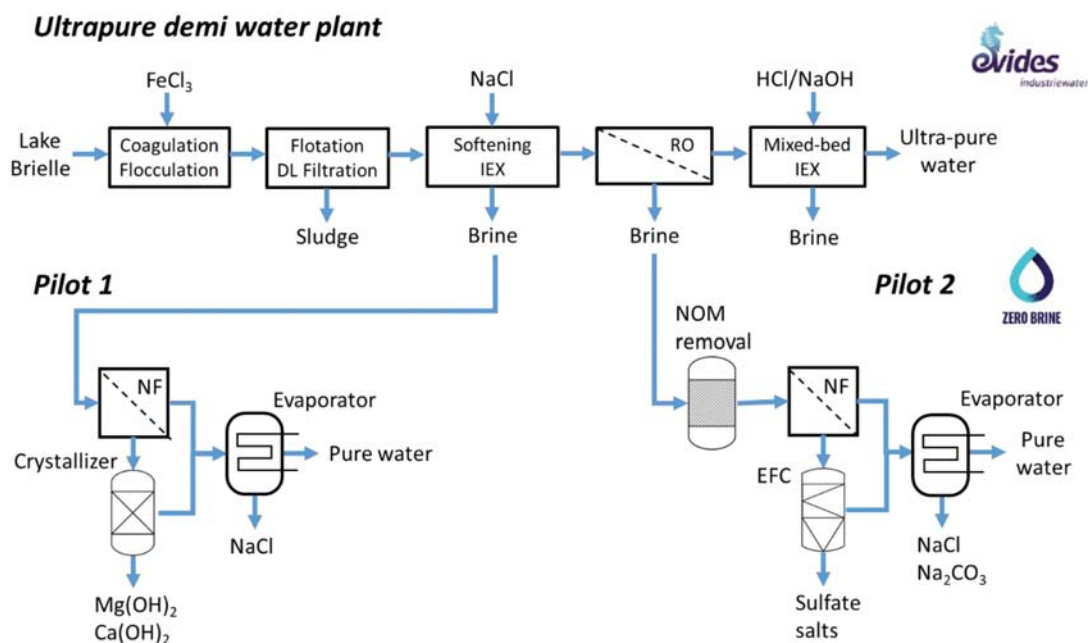 Ultrapure demi water plant
evides
industriewater
FeCl₃
NaCl
HCl/NaOH
Lake
Brielle
Coagulation
Flocculation
Flotation
DL Filtration
Softening
IEX
RO
Mixed-bed
IEX
Ultra-pure
water
Sludge
Brine
Brine
Brine
Pilot 1
Pilot 2
ZERO BRINE
NOM
removal
NF
Evaporator
Crystallizer
Pure water
NaCl
Mg(OH)₂
Ca(OH)₂
NF
Evaporator
EFC
Pure
water
NaCl
Na₂CO₃
Sulfate
salts